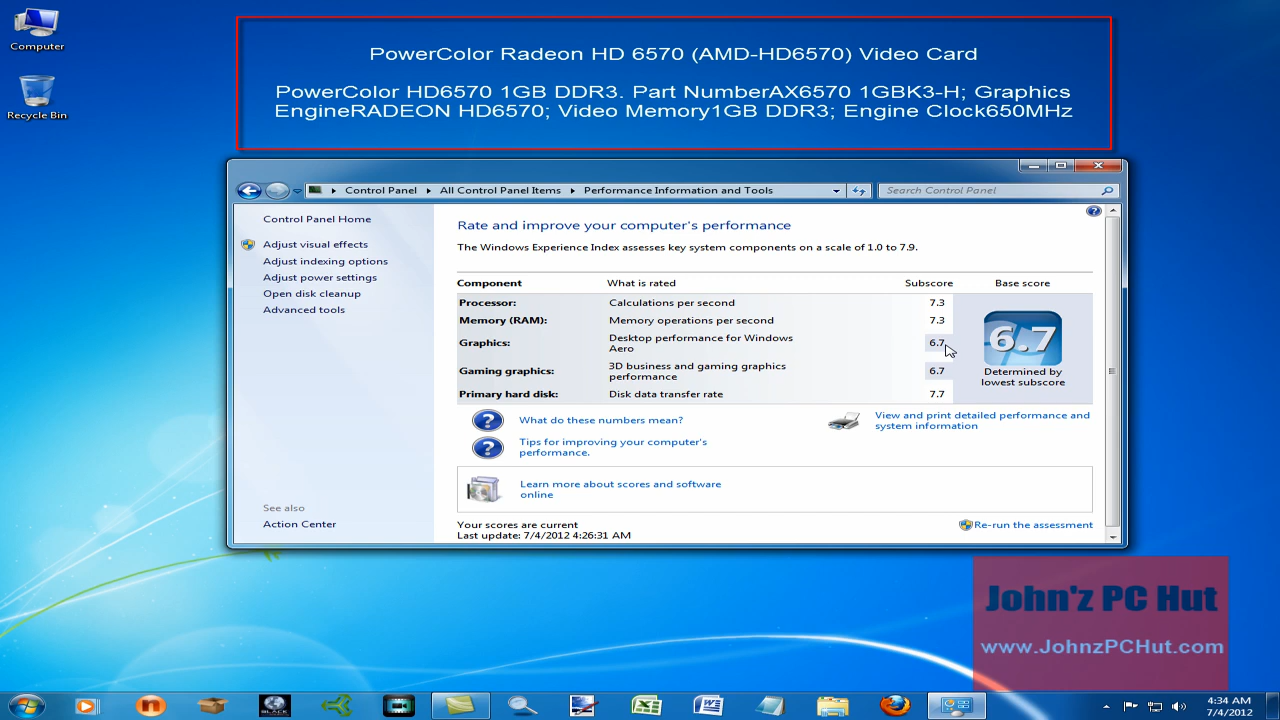 Computer
Recycle Bin
PowerColor Radeon HD 6570 (AMD-HD6570) Video Card
PowerColor HD6570 1GB DDR3. Part NumberAX6570 1GBK3-H; Graphics
EngineRADEON HD6570; Video Memory1GB DDR3; Engine Clock650MHz
Control Panel All Control Panel Items Performance Information and Tools
Search Control Panel
Control Panel Home
Adjust visual effects
Adjust indexing options
Adjust power settings
Open disk cleanup
Advanced tools
See also
Action Center
Rate and improve your computer's performance
The Windows Experience Index assesses key system components on a scale of 1.0 to 7.9.
Component What is rated Subscore Base score
Processor: Calculations per second 7.3
Memory (RAM): Memory operations per second 7.3
Graphics: Desktop performance for Windows
Aero 6.7
Gaming graphics: 3D business and gaming graphics
performance 6.7
Primary hard disk: Disk data transfer rate 7.7
6.7
Determined by
lowest subscore
What do these numbers mean?
Tips for improving your computer's
performance.
View and print detailed performance and
system information
Learn more about scores and software
online
Your scores are current
Last update: 7/4/2012 4:26:31 AM
Re-run the assessment
John'z PC Hut
www.JohnzPCHut.com
BLACK
4:34 AM
7/4/2012